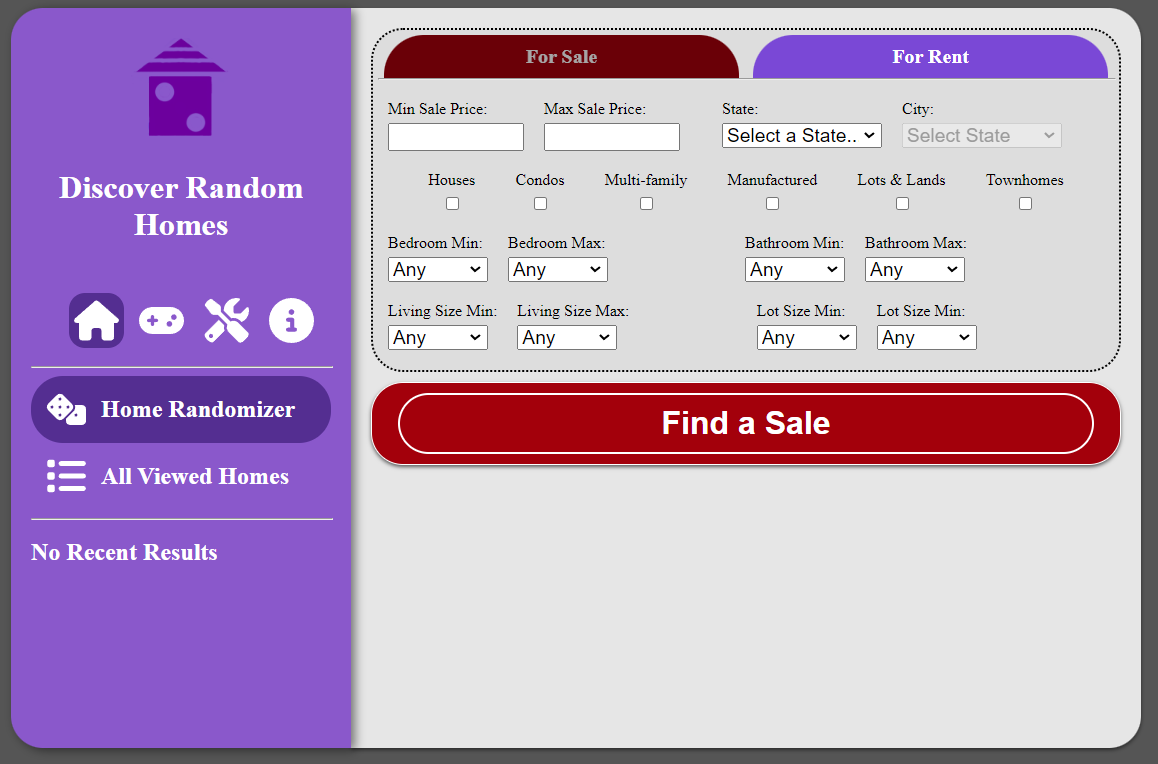 Discover Random
Homes
Home Randomizer
All Viewed Homes
No Recent Results
For Sale For Rent
Min Sale Price: Max Sale Price: State: City:
Select a State.. Select State
Houses Condos Multi-family Manufactured Lots & Lands Townhomes
Bedroom Min: Bedroom Max: Bathroom Min: Bathroom Max:
Any Any Any Any
Living Size Min: Living Size Max: Lot Size Min: Lot Size Min:
Any Any Any Any
Find a Sale